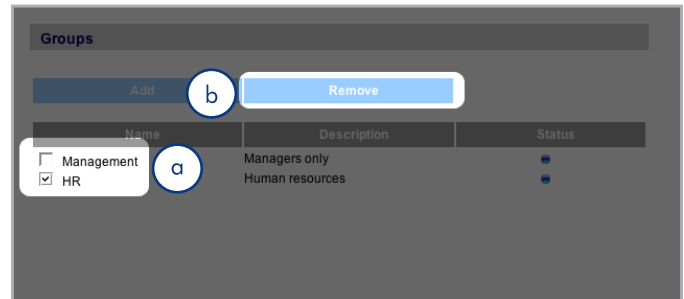 Groups
Add b Remove
Name Description Status
Management Managers only
HR Human resources
a